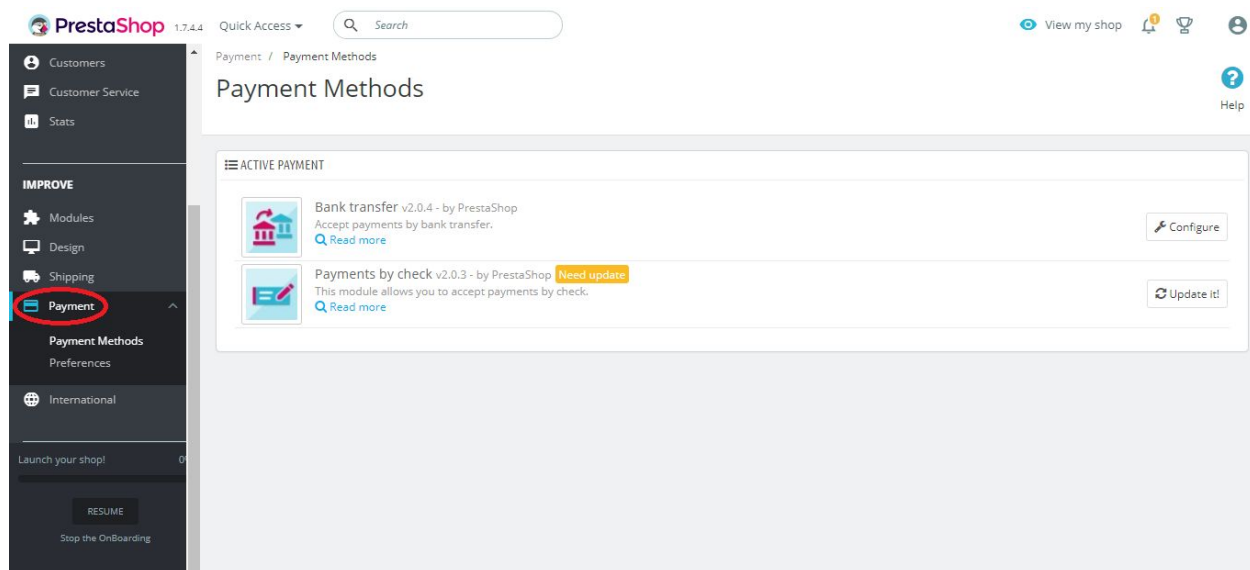 PrestaShop 1.7.4.4 Quick Access Search View my shop 1
Customers
Customer Service
Stats
IMPROVE
Modules
Design
Shipping
Payment
Payment Methods
Preferences
International
Launch your shop! 0%
RESUME
Stop the OnBoarding
Payment / Payment Methods
Payment Methods
Help
ACTIVE PAYMENT
Bank transfer v2.0.4 - by PrestaShop
Accept payments by bank transfer.
Read more
Configure
Payments by check v2.0.3 - by PrestaShop Need update
This module allows you to accept payments by check.
Read more
Update it!